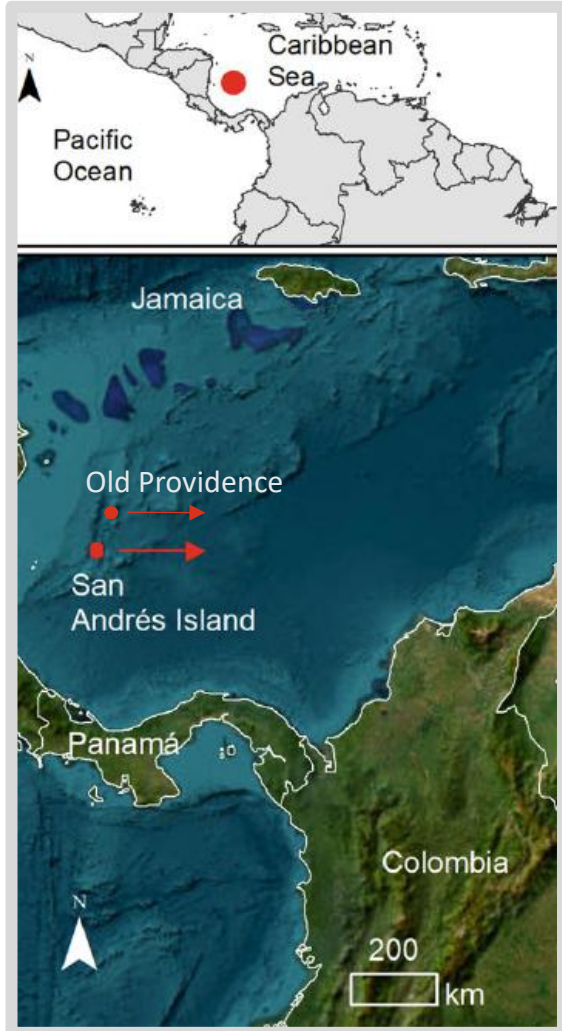 Caribbean
Sea
N
Pacific
Ocean
Jamaica
Old Providence
San
Andrés Island
Panamá
Colombia
N
200
km